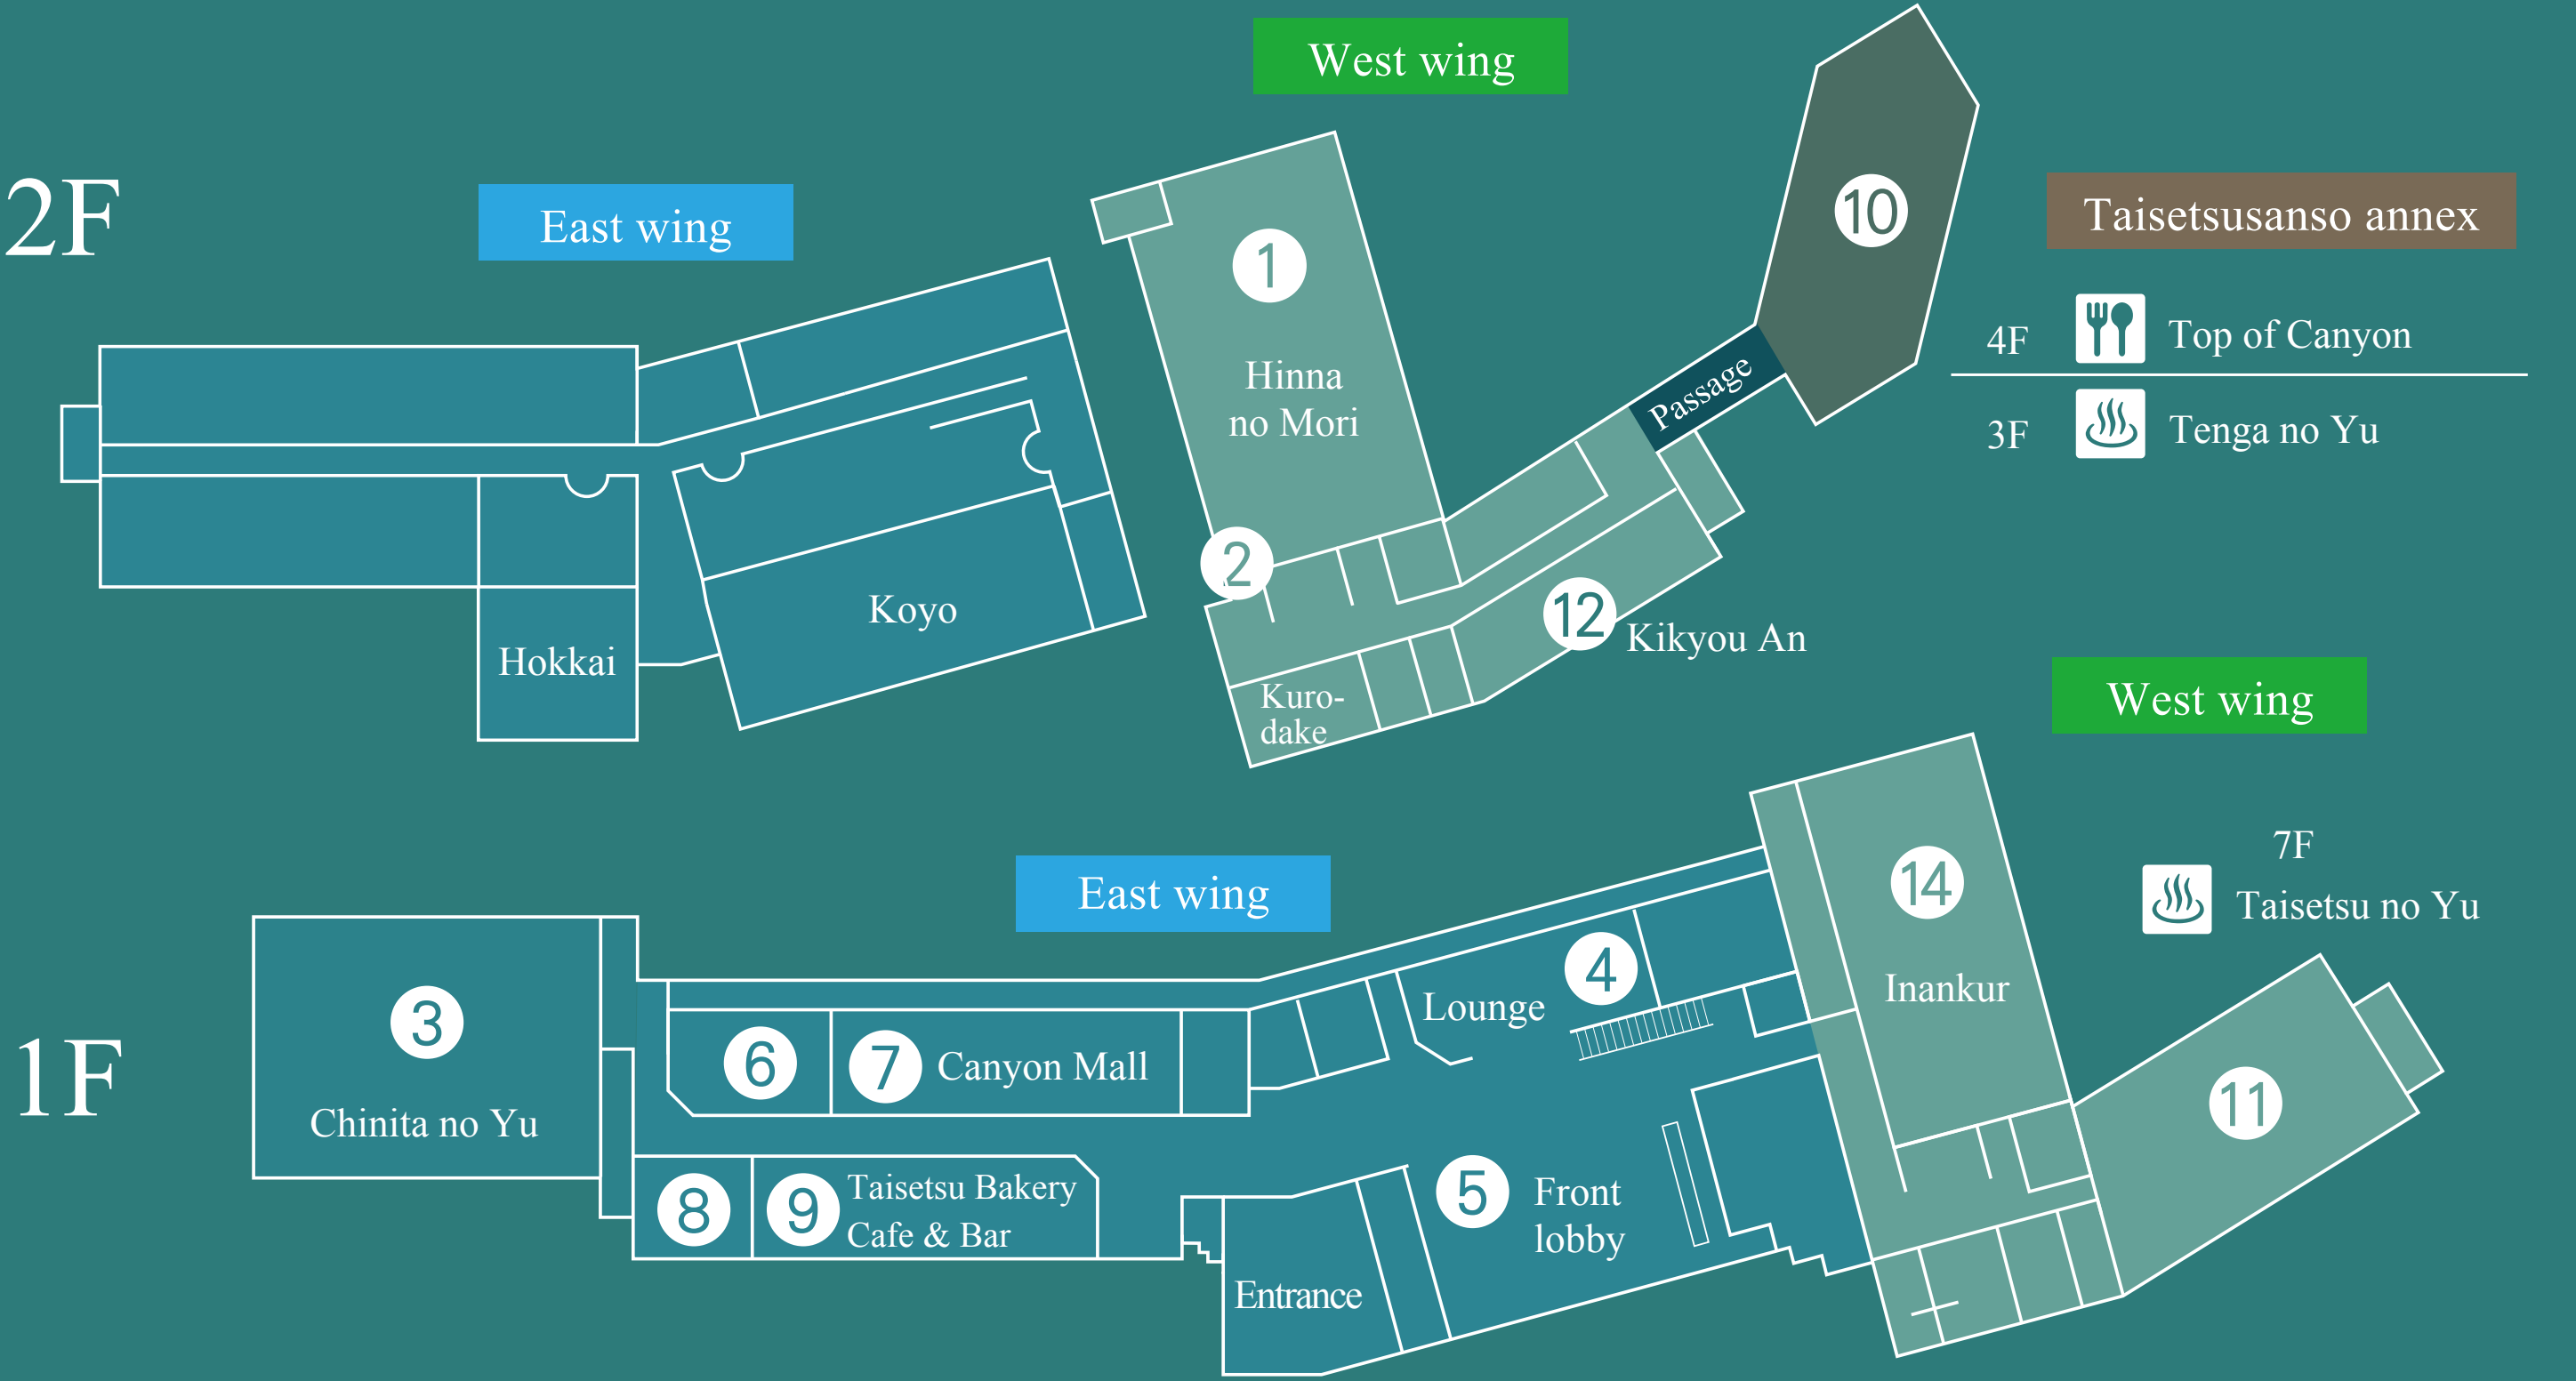 2F
East wing
Hokkai
Koyo
West wing
1
Hinna
no Mori
2
Kuro-
dake
12
Kikyou An
Passage
10
Taisetsusanso annex
4F
Top of Canyon
3F
Tenga no Yu
1F
East wing
3
Chinita no Yu
6
7
Canyon Mall
8
9
Taisetsu Bakery
Cafe & Bar
Entrance
Lounge
4
5
Front
lobby
West wing
7F
Taisetsu no Yu
14
Inankur
11